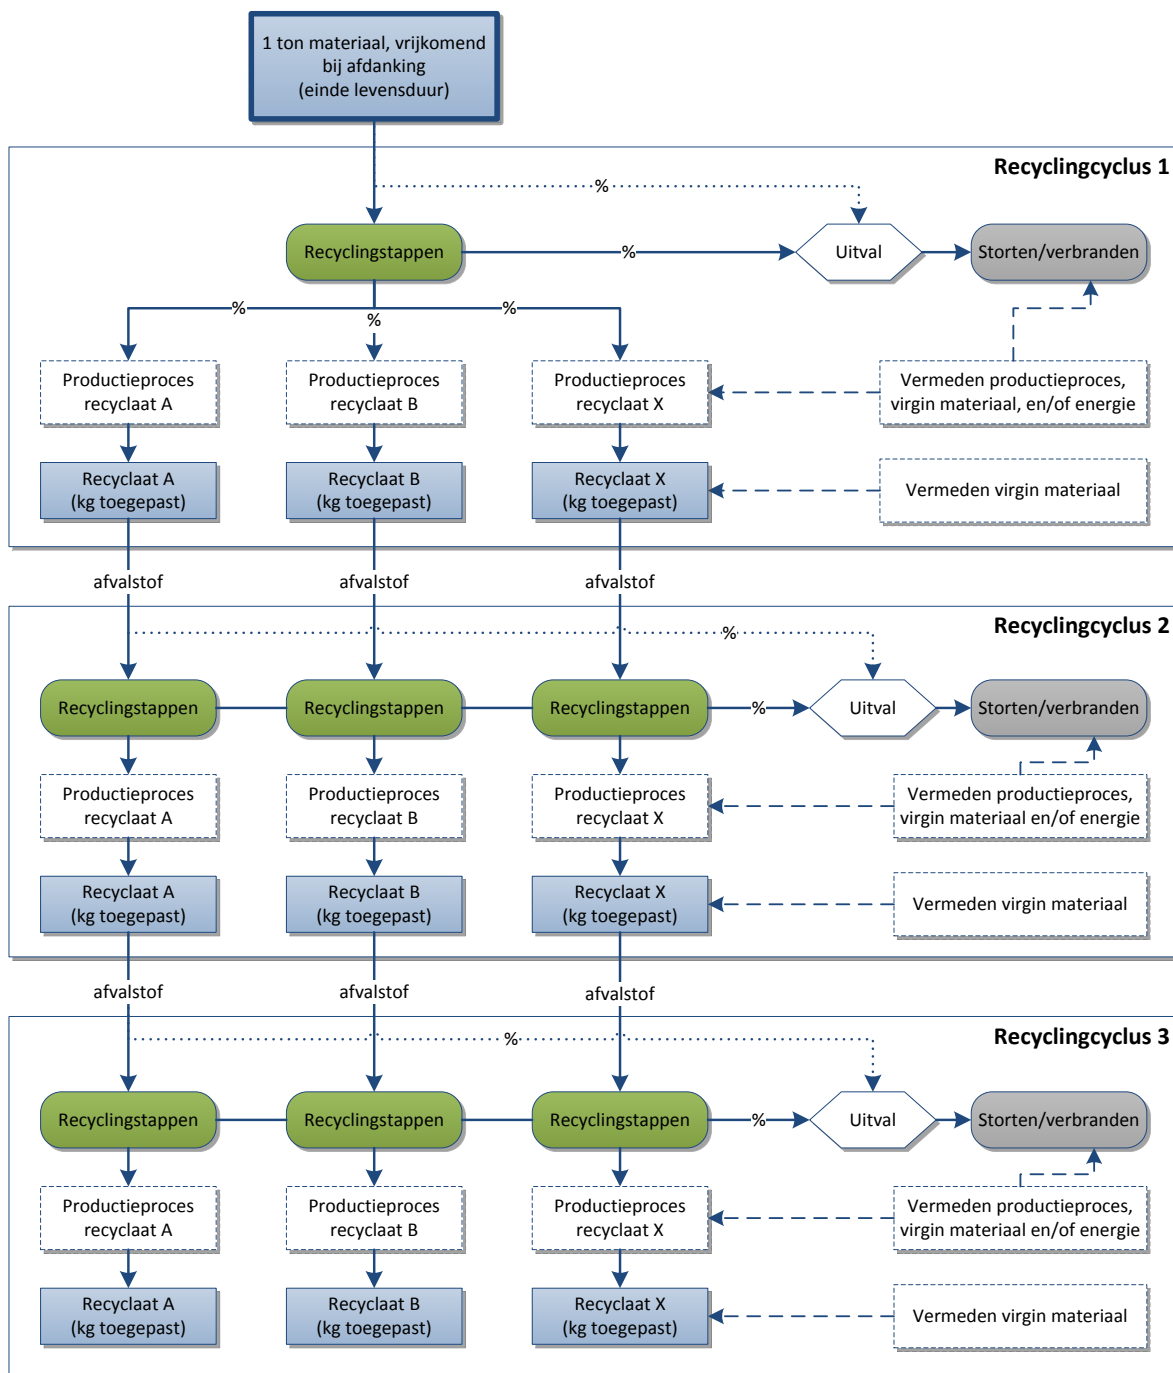 1 ton materiaal, vrijkomend
bij afdanking
(einde levensduur)
Recyclingcyclus 1
%
Recyclingstappen
%
Uitval
Storten/verbranden
%
%
%
Productieproces
recyclaat A
Productieproces
recyclaat B
Productieproces
recyclaat X
Vermeden productieproces,
virgin materiaal, en/of energie
Recyclaat A
(kg toegepast)
Recyclaat B
(kg toegepast)
Recyclaat X
(kg toegepast)
Vermeden virgin materiaal
afvalstof
afvalstof
afvalstof
Recyclingcyclus 2
%
Recyclingstappen
Recyclingstappen
Recyclingstappen
%
Uitval
Storten/verbranden
Productieproces
recyclaat A
Productieproces
recyclaat B
Productieproces
recyclaat X
Vermeden productieproces,
virgin materiaal en/of energie
Recyclaat A
(kg toegepast)
Recyclaat B
(kg toegepast)
Recyclaat X
(kg toegepast)
Vermeden virgin materiaal
afvalstof
afvalstof
afvalstof
Recyclingcyclus 3
%
Recyclingstappen
Recyclingstappen
Recyclingstappen
%
Uitval
Storten/verbranden
Productieproces
recyclaat A
Productieproces
recyclaat B
Productieproces
recyclaat X
Vermeden productieproces,
virgin materiaal en/of energie
Recyclaat A
(kg toegepast)
Recyclaat B
(kg toegepast)
Recyclaat X
(kg toegepast)
Vermeden virgin materiaal